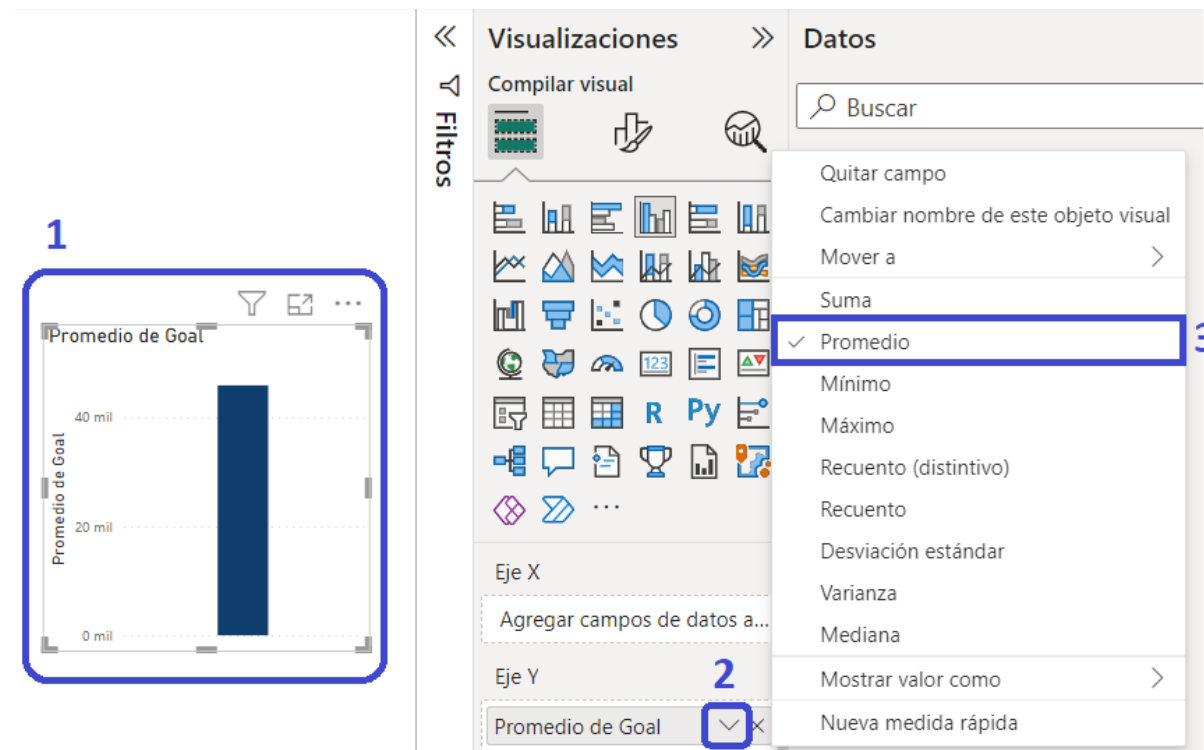 Visualizaciones
Datos
Compilar visual
Buscar
Filtros
1
Promedio de Goal
Promedio de Goal
40 mil
20 mil
0 mil
123
R
Py
Eje X
Agregar campos de datos a...
Eje Y
2
Promedio de Goal
Quitar campo
Cambiar nombre de este objeto visual
Mover a
Suma
Promedio
3
Mínimo
Máximo
Recuento (distintivo)
Recuento
Desviación estándar
Varianza
Mediana
Mostrar valor como
Nueva medida rápida